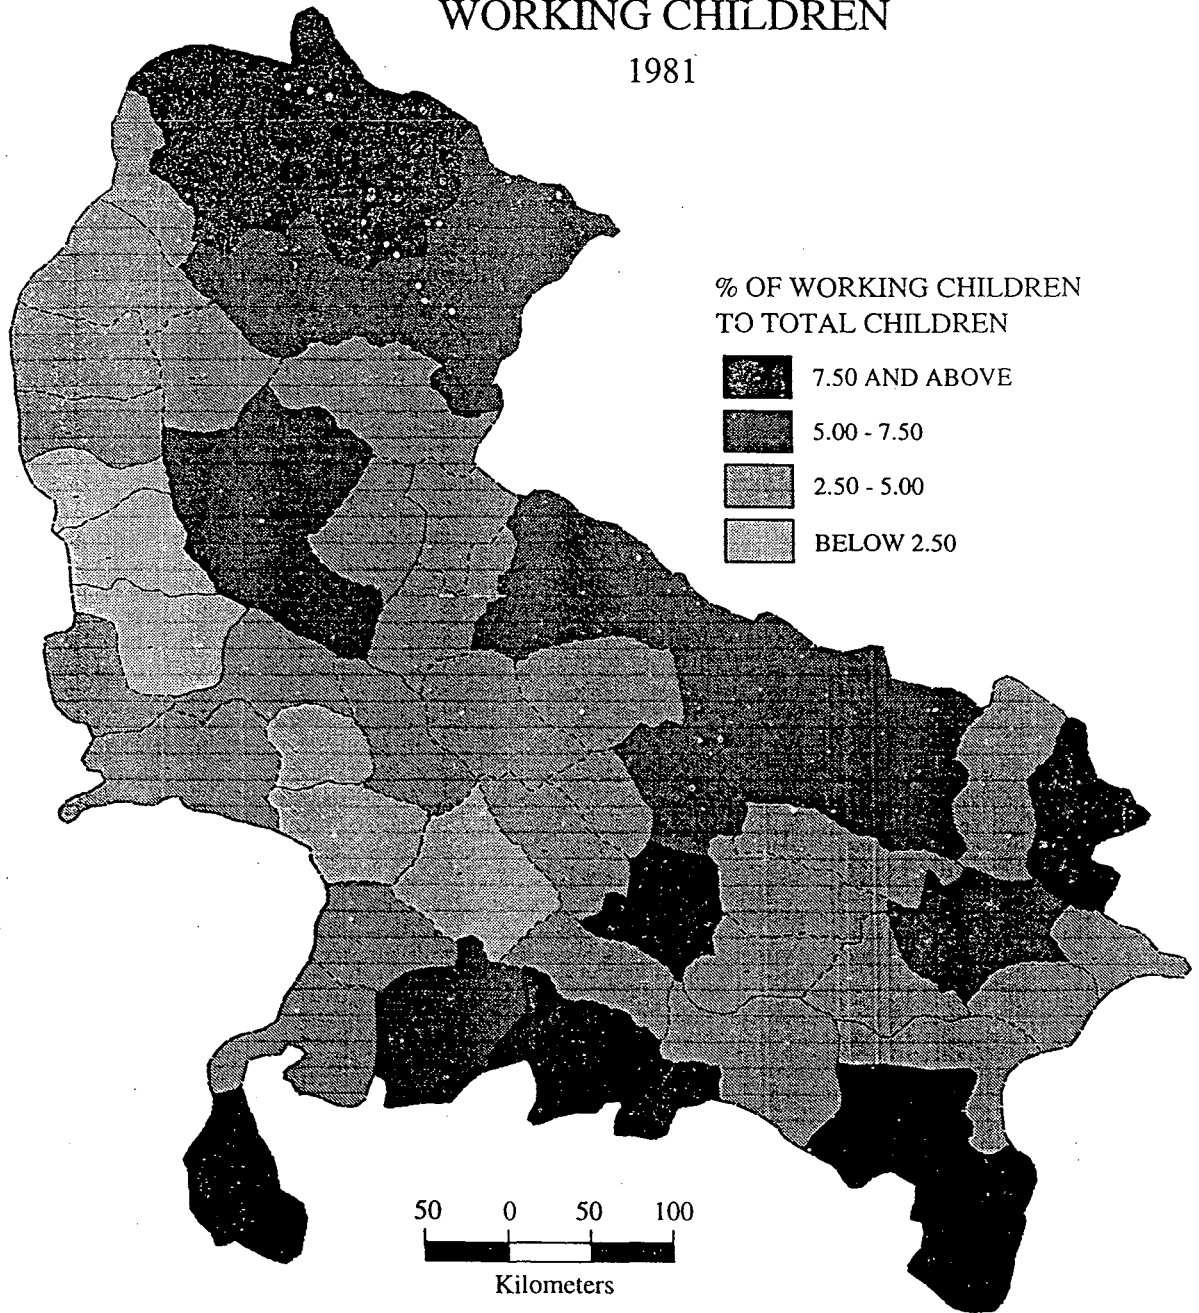 WORKING CHILDREN
1981
% OF WORKING CHILDREN
TO TOTAL CHILDREN
7.50 AND ABOVE
5.00 - 7.50
2.50 - 5.00
BELOW 2.50
50 0 50 100
Kilometers